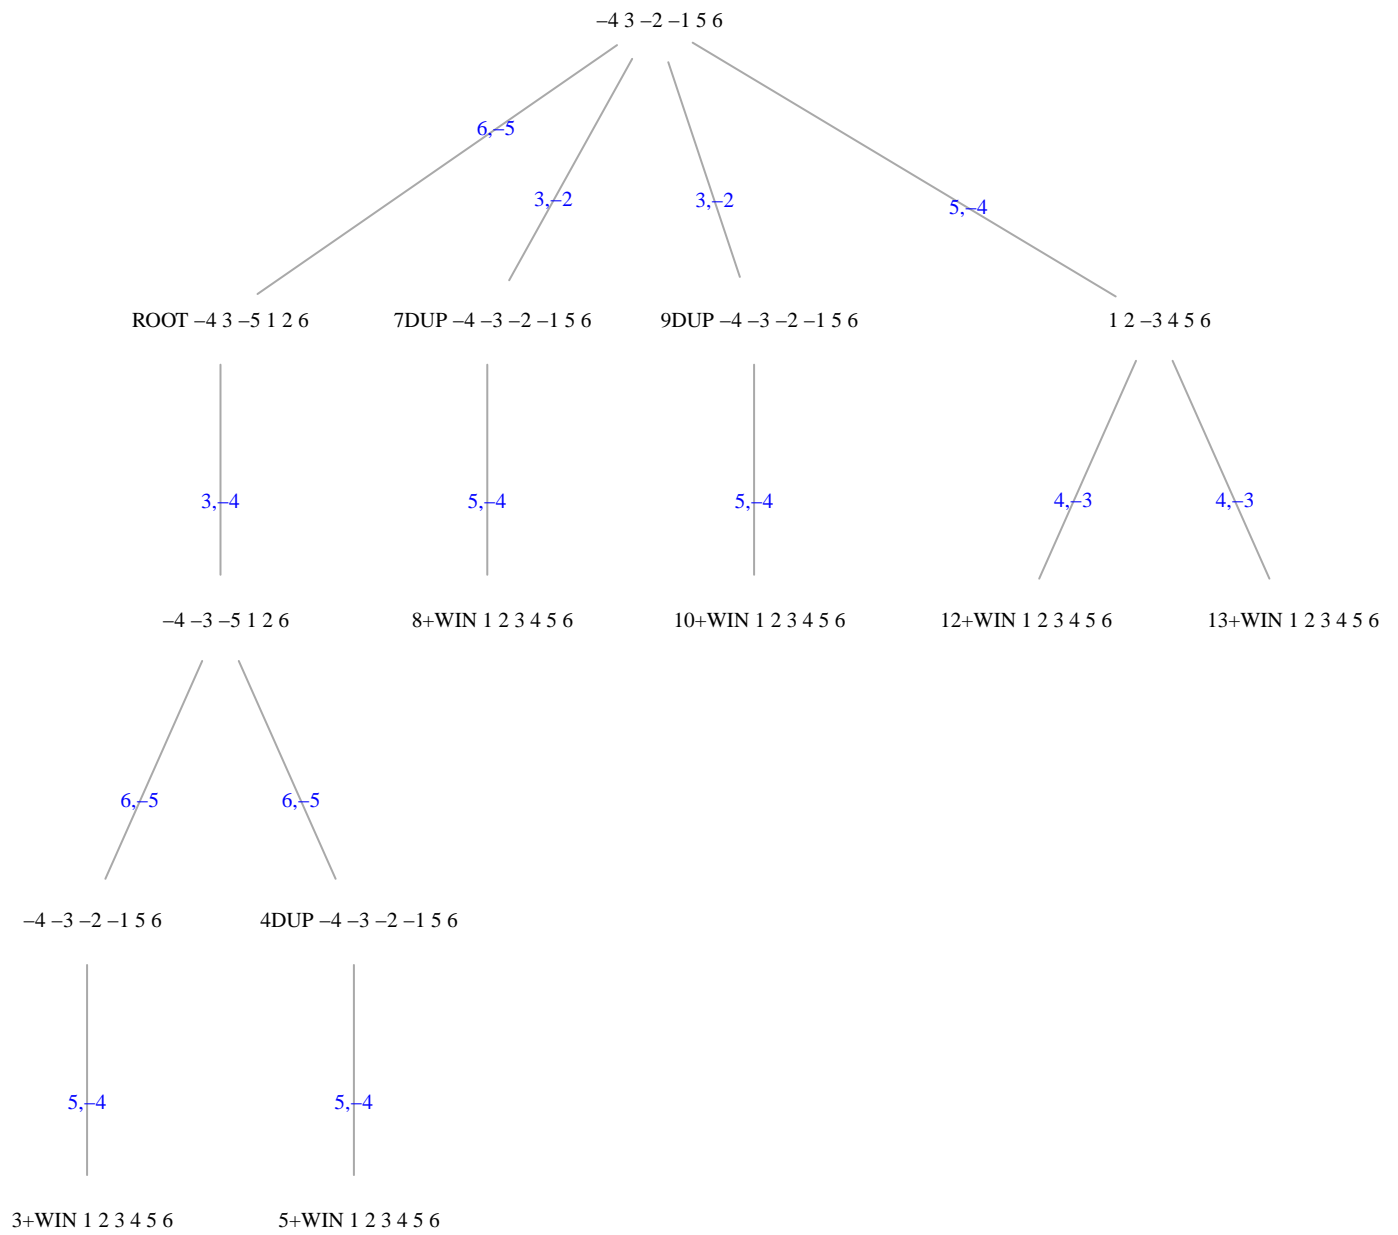 –4 3 –2 –1 5 6
6,–5
3,–2
3,–2
5,–4
ROOT –4 3 –5 1 2 6
7DUP –4 –3 –2 –1 5 6
9DUP –4 –3 –2 –1 5 6
1 2 –3 4 5 6
3,–4
5,–4
5,–4
4,–3
4,–3
–4 –3 –5 1 2 6
8+WIN 1 2 3 4 5 6
10+WIN 1 2 3 4 5 6
12+WIN 1 2 3 4 5 6
13+WIN 1 2 3 4 5 6
6,–5
6,–5
–4 –3 –2 –1 5 6
4DUP –4 –3 –2 –1 5 6
5,–4
5,–4
3+WIN 1 2 3 4 5 6
5+WIN 1 2 3 4 5 6